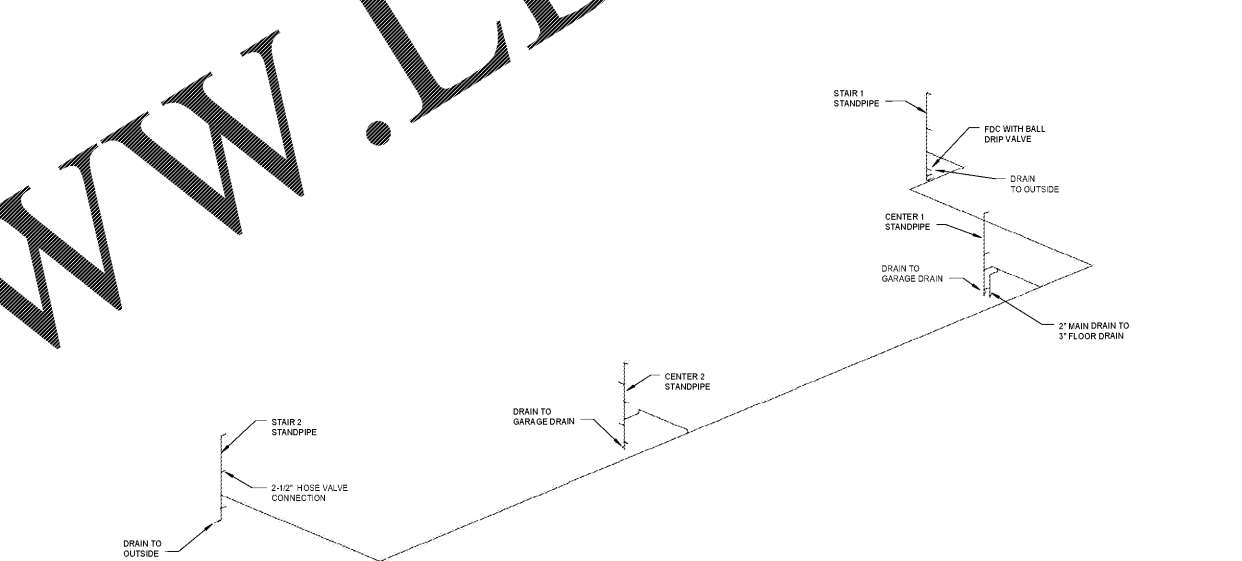 WW.LE
STAIR 1
STANDPIPE
FDC WITH BALL
DRIP VALVE
DRAIN
TO OUTSIDE
CENTER 1
STANDPIPE
DRAIN TO
GARAGE DRAIN
2" MAIN DRAIN TO
3" FLOOR DRAIN
CENTER 2
STANDPIPE
DRAIN TO
GARAGE DRAIN
STAIR 2
STANDPIPE
2-1/2" HOSE VALVE
CONNECTION
DRAIN TO
OUTSIDE